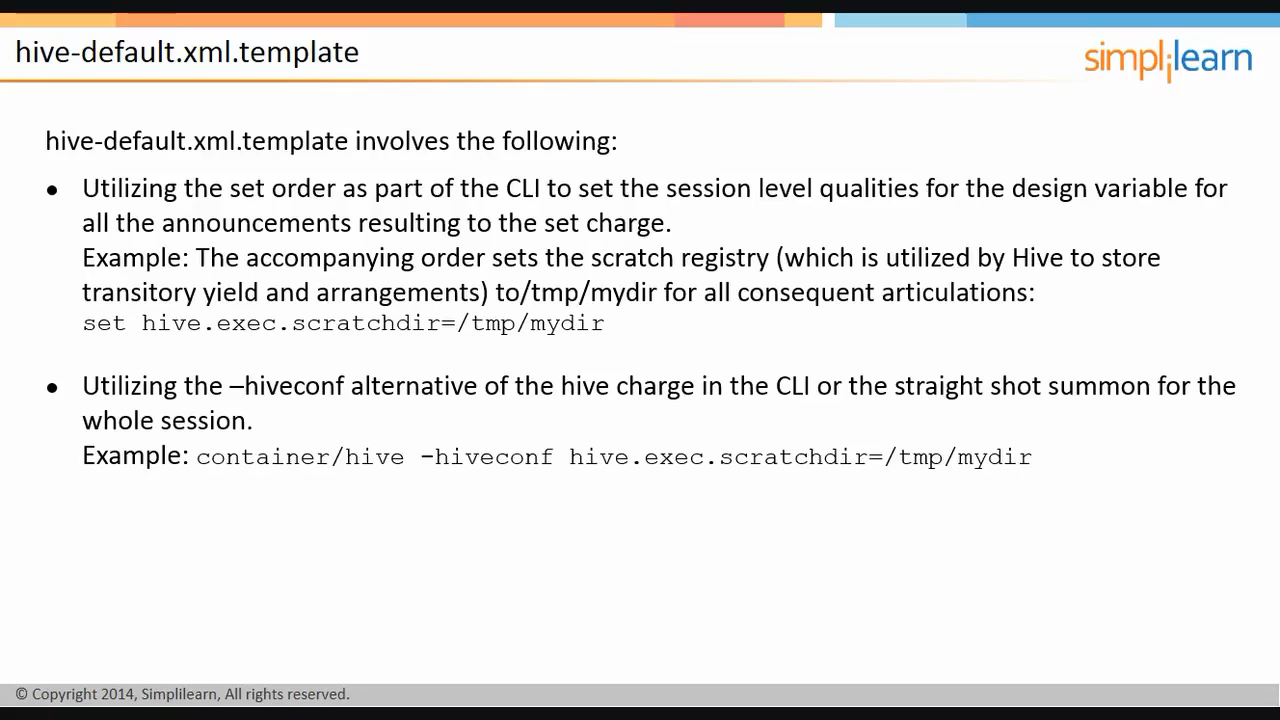 hive-default.xml.template
simplilearn
hive-default.xml.template involves the following:
• Utilizing the set order as part of the CLI to set the session level qualities for the design variable for
all the announcements resulting to the set charge.
Example: The accompanying order sets the scratch registry (which is utilized by Hive to store
transitory yield and arrangements) to/tmp/mydir for all consequent articulations:
set hive.exec.scratchdir=/tmp/mydir
• Utilizing the –hiveconf alternative of the hive charge in the CLI or the straight shot summon for the
whole session.
Example: container/hive -hiveconf hive.exec.scratchdir=/tmp/mydir
© Copyright 2014, Simplilearn, All rights reserved.